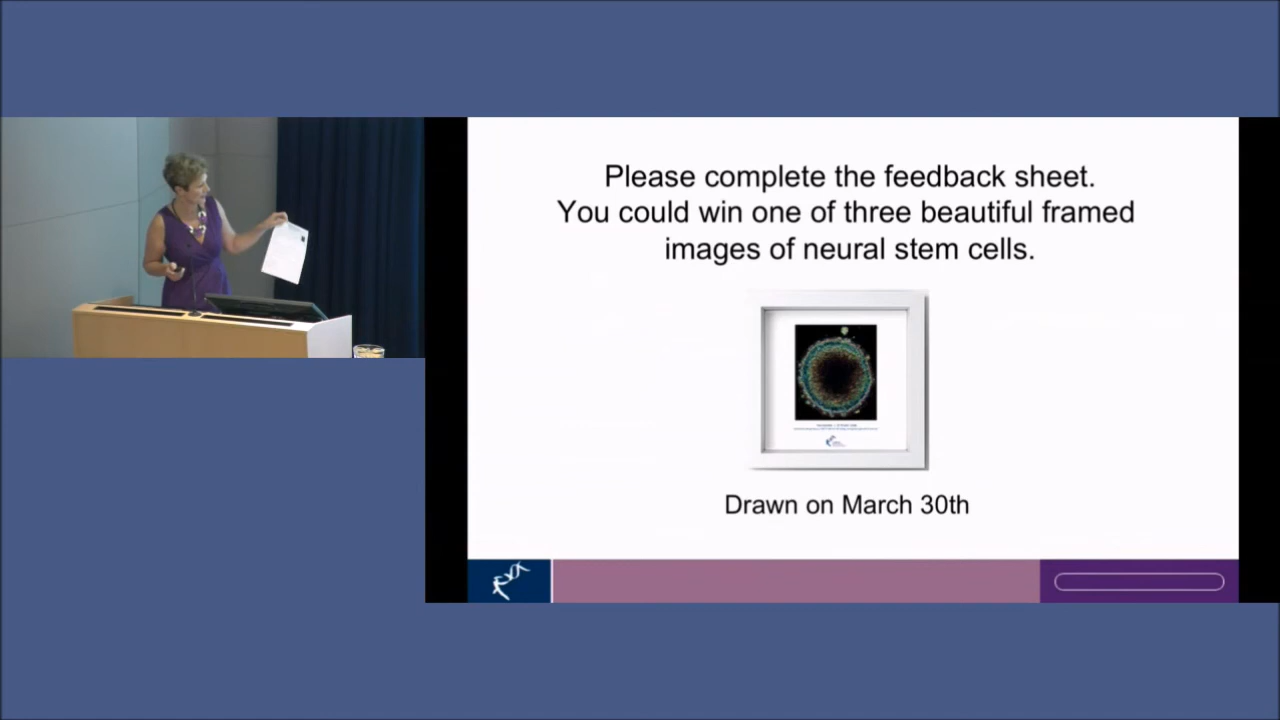 Please complete the feedback sheet.
You could win one of three beautiful framed
images of neural stem cells.
Drawn on March 30th